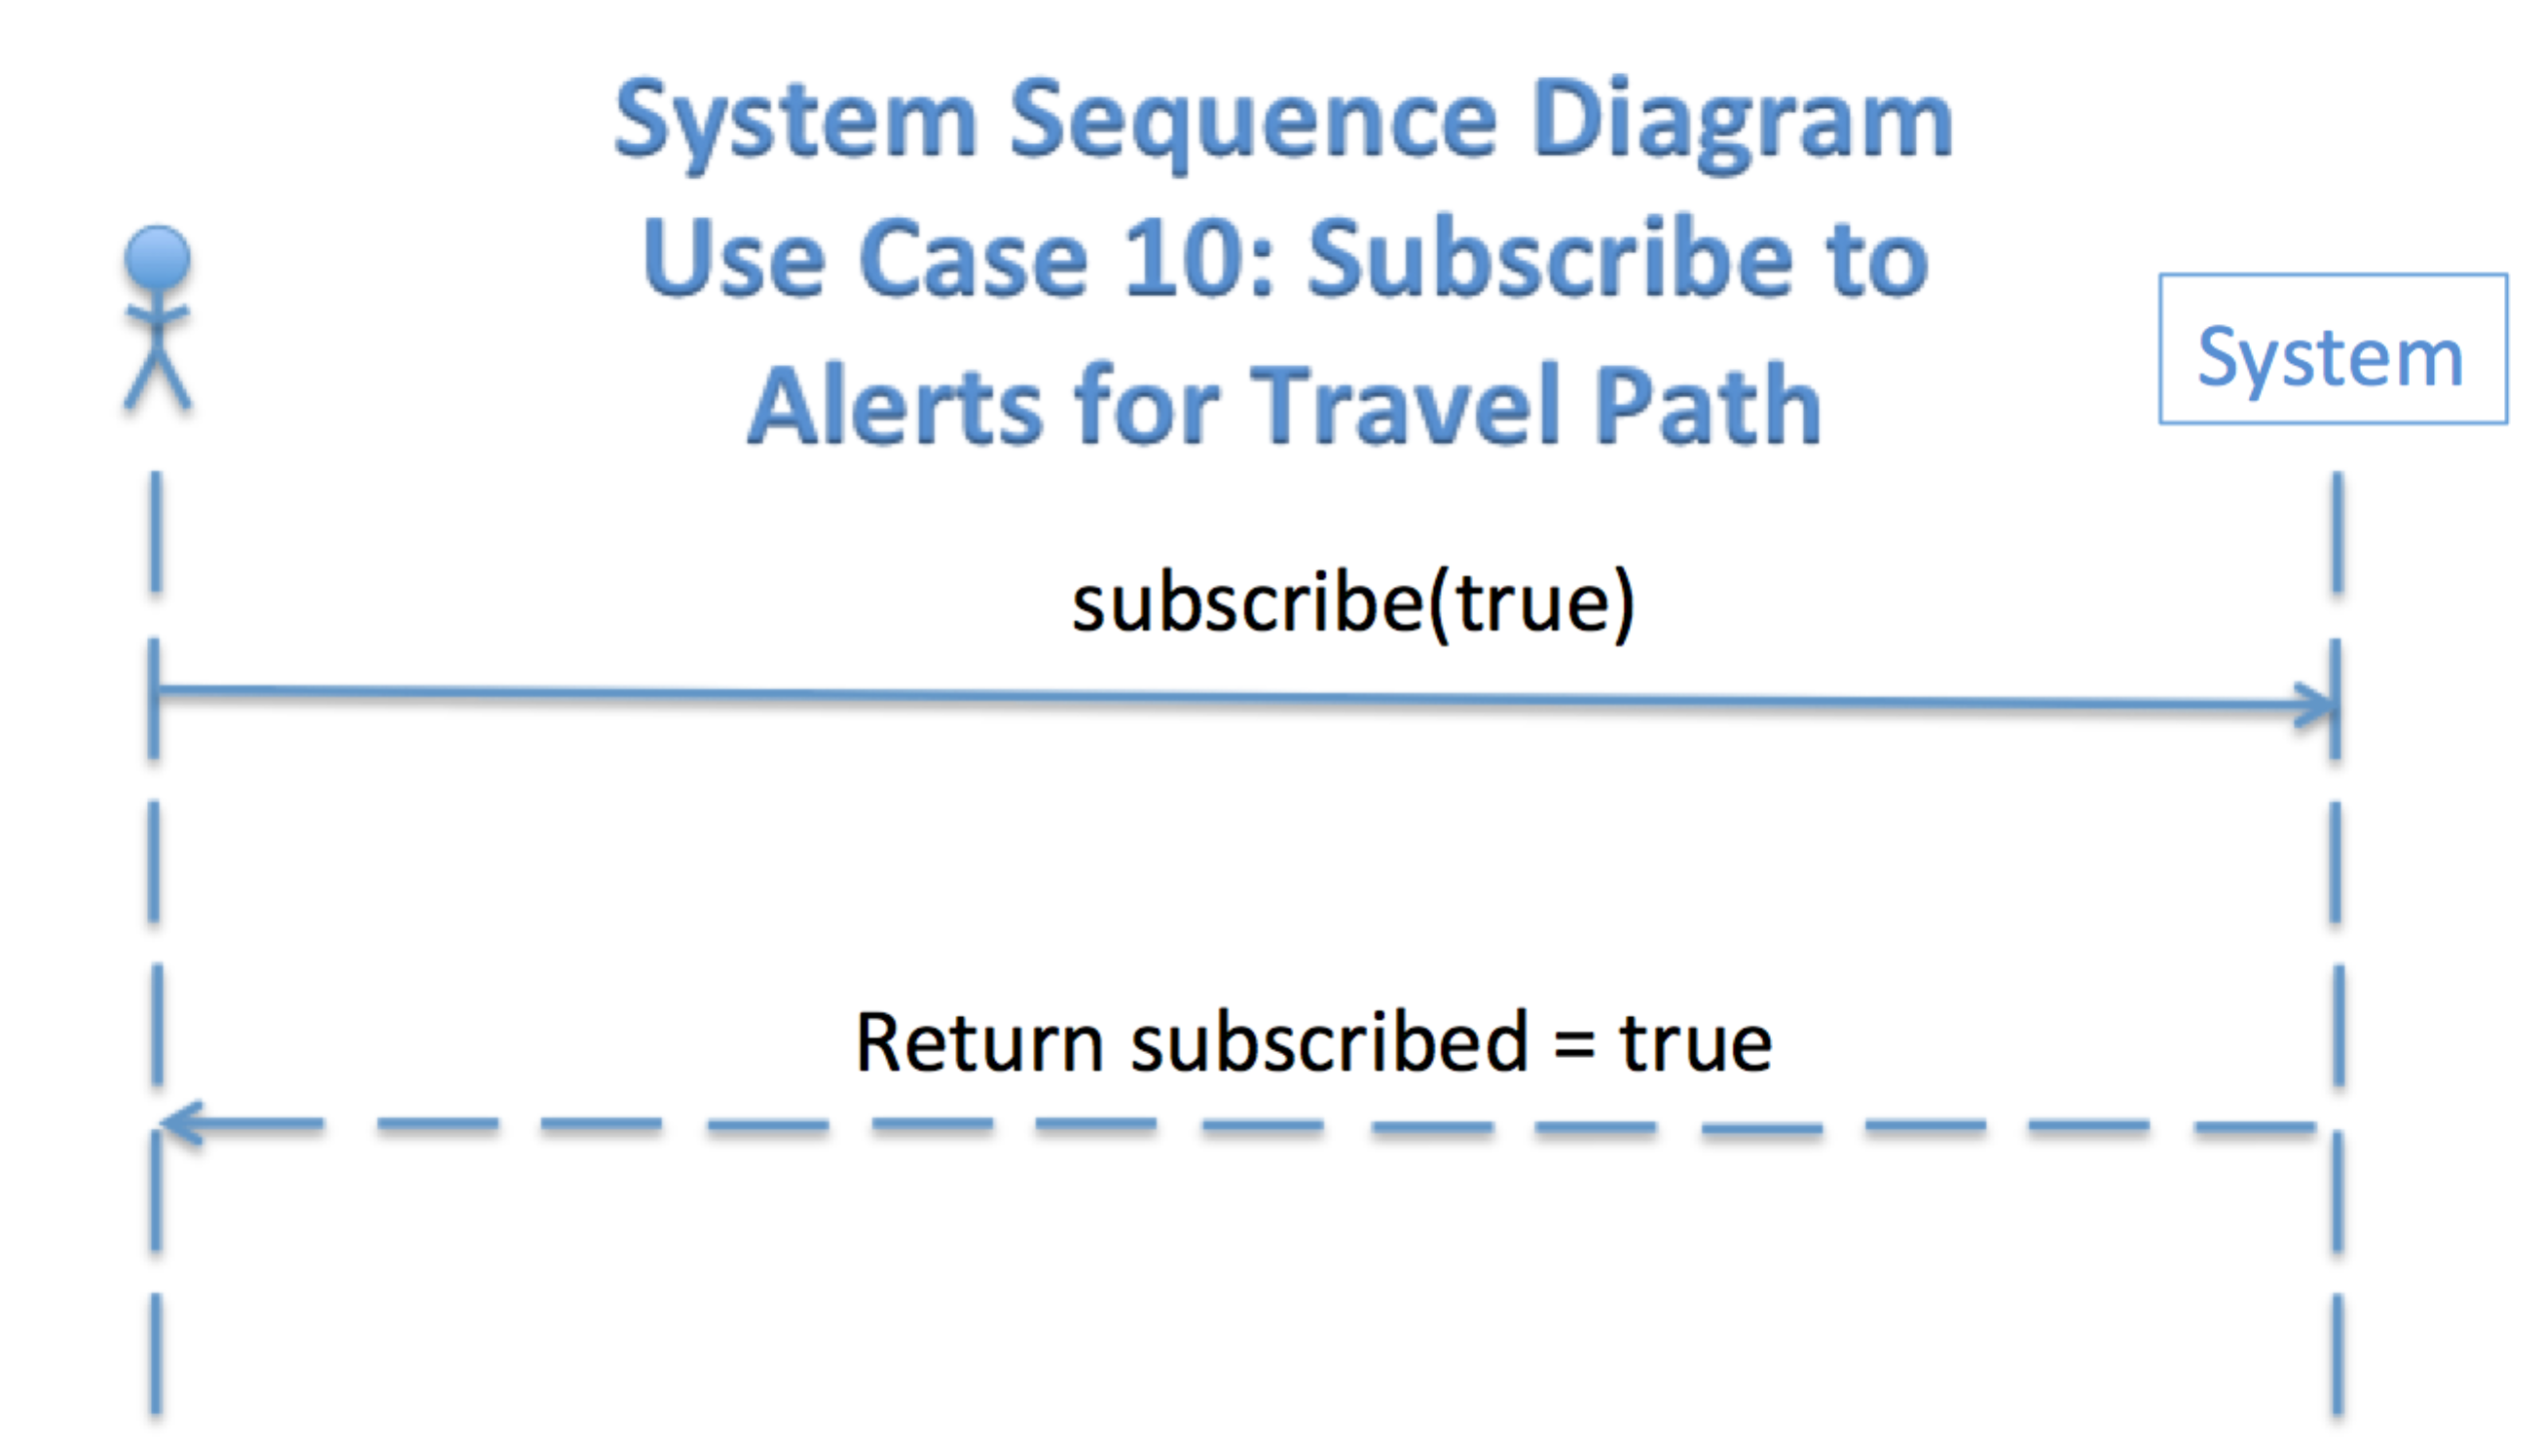 System Sequence Diagram
Use Case 10: Subscribe to
Alerts for Travel Path
System
subscribe(true)
Return subscribed = true